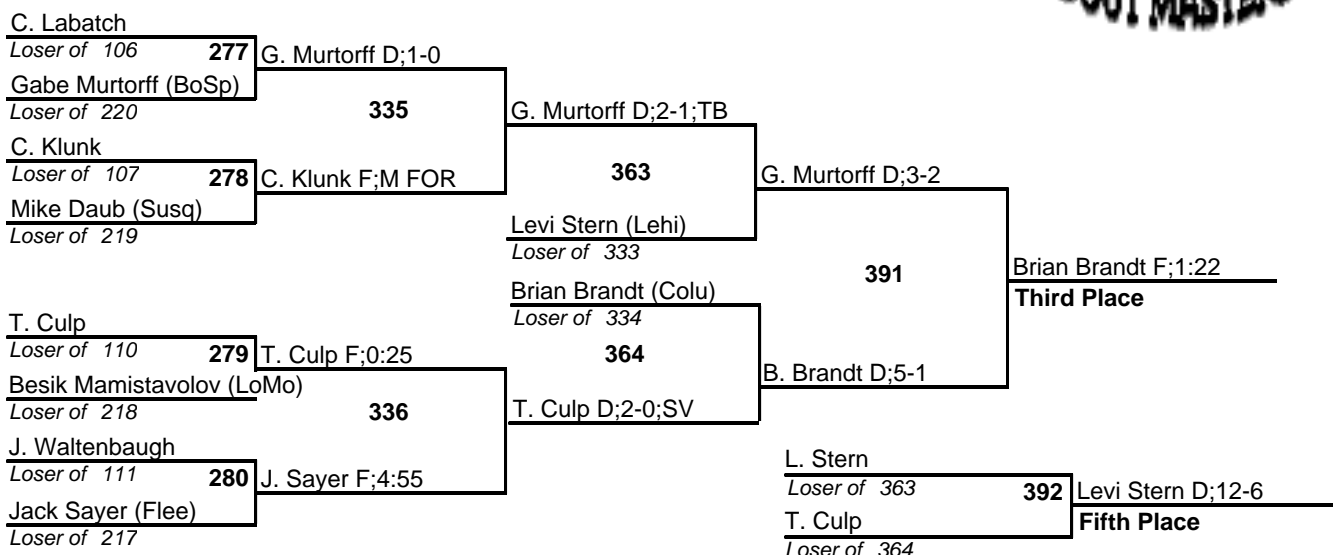 OUT MASTE
C. Labatch
Loser of 106 277 G. Murtorff D;1-0
Gabe Murtorff (BoSp)
Loser of 220 335 G. Murtorff D;2-1;TB
C. Klunk
Loser of 107 278 C. Klunk F;M FOR 363 G. Murtorff D;3-2
Mike Daub (Susq)
Loser of 219
Levi Stern (Lehi)
Loser of 333
391 Brian Brandt F;1:22
Third Place
Brian Brandt (Colu)
Loser of 334
T. Culp
Loser of 110 279 T. Culp F;0:25 364
Besik Mamistavolov (LoMo)
Loser of 218 336 T. Culp D;2-0;SV
B. Brandt D;5-1
J. Waltenbaugh
Loser of 111 280 J. Sayer F;4:55
Jack Sayer (Flee)
Loser of 217
L. Stern
Loser of 363 392 Levi Stern D;12-6
T. Culp Fifth Place
Loser of 364